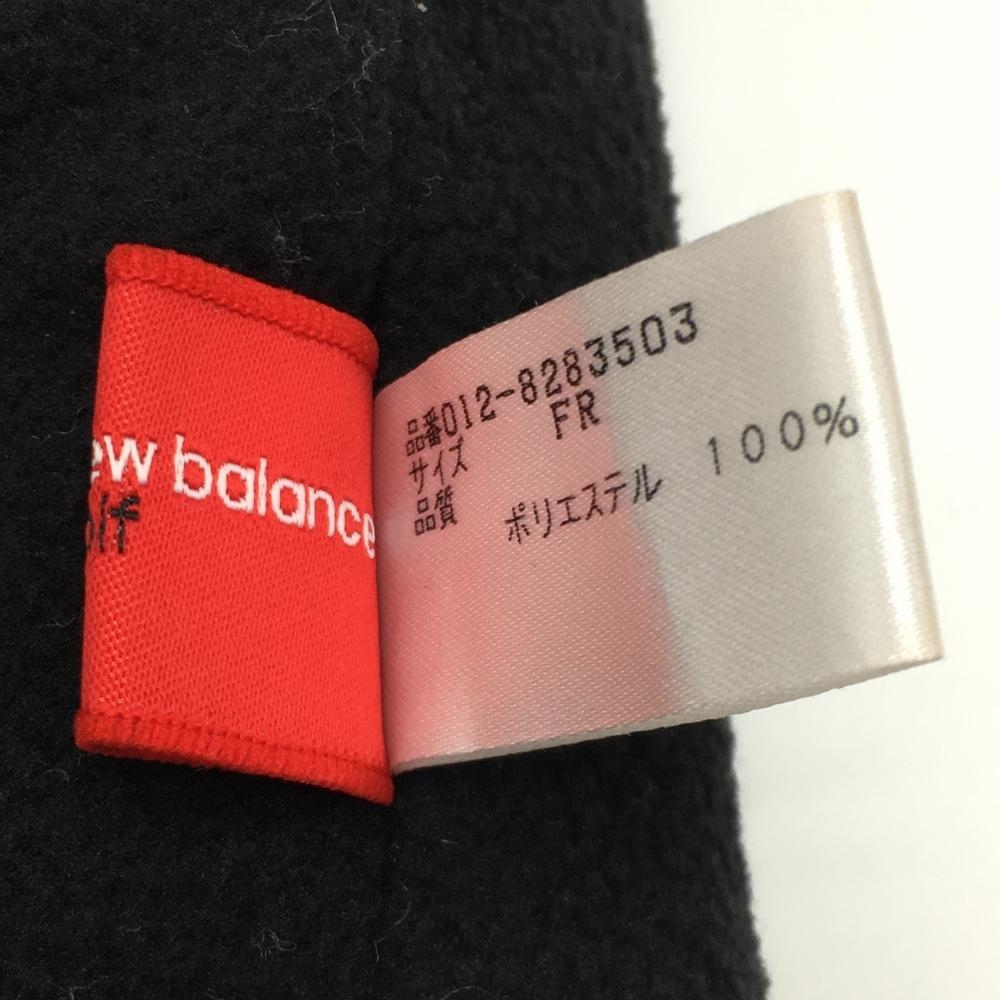 ew balance
olf
品番012-8283503
サイズ FR
品質 ポリエステル 100%